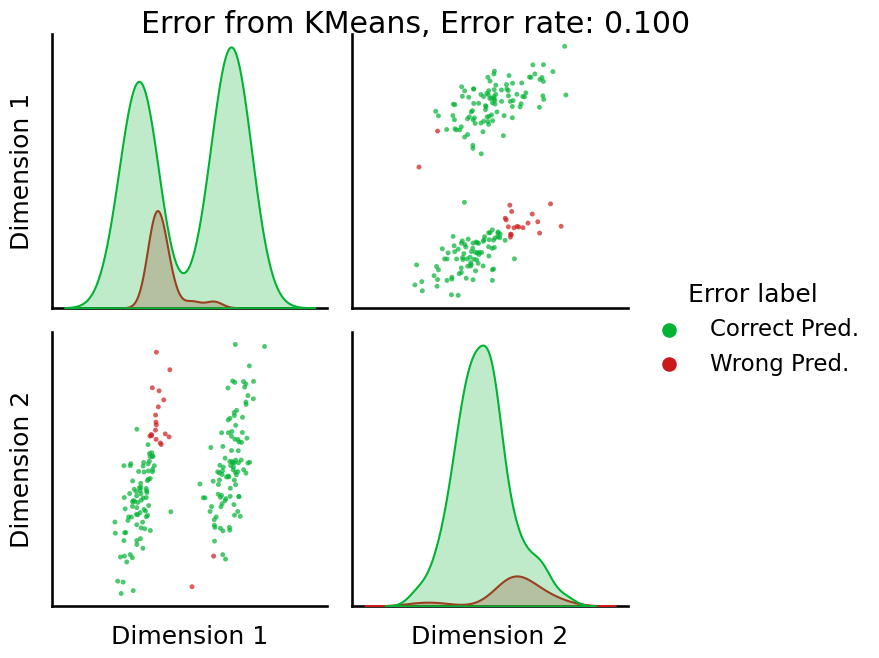 Error from KMeans, Error rate: 0.100
Dimension 1
Error label
Correct Pred.
Wrong Pred.
Dimension 2
Dimension 1
Dimension 2